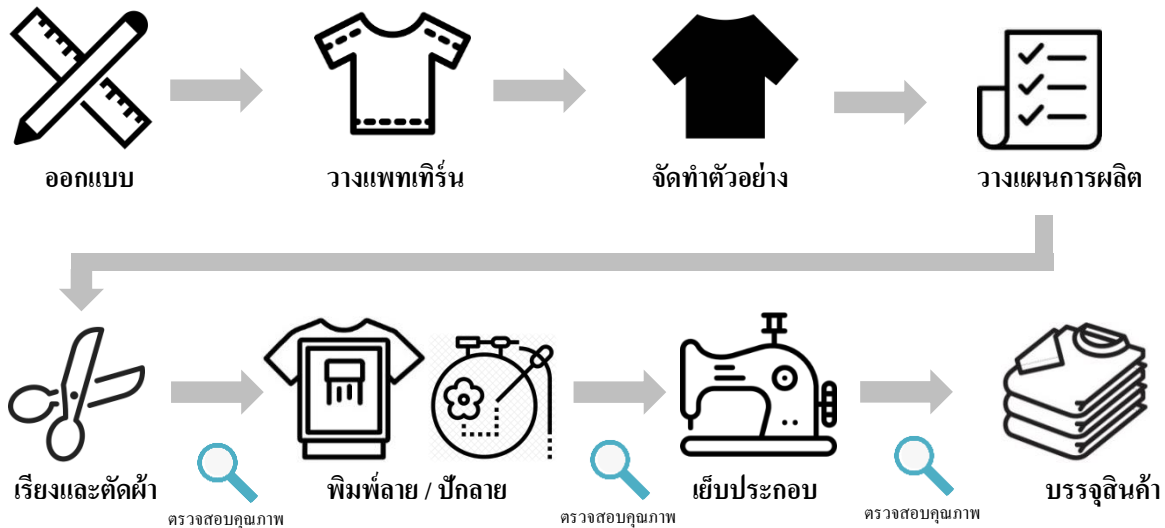 ออกแบบ
วางแพทเทิร์น
จัดทำตัวอย่าง
วางแผนการผลิต
เรียงและตัดผ้า
ตรวจสอบคุณภาพ
พิมพ์ลาย / ปักลาย
ตรวจสอบคุณภาพ
เย็บประกอบ
ตรวจสอบคุณภาพ
บรรจุสินค้า